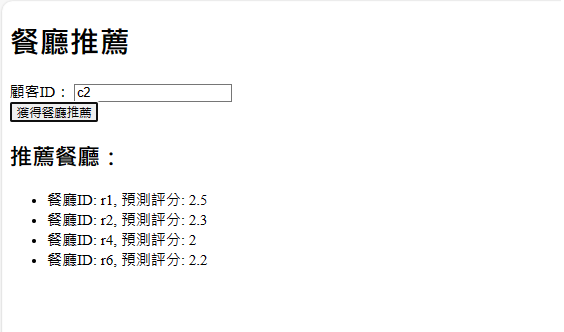 餐廳推薦
顧客ID： c2
獲得餐廳推薦
推薦餐廳：
• 餐廳ID: r1, 預測評分: 2.5
• 餐廳ID: r2, 預測評分: 2.3
• 餐廳ID: r4, 預測評分: 2
• 餐廳ID: r6, 預測評分: 2.2